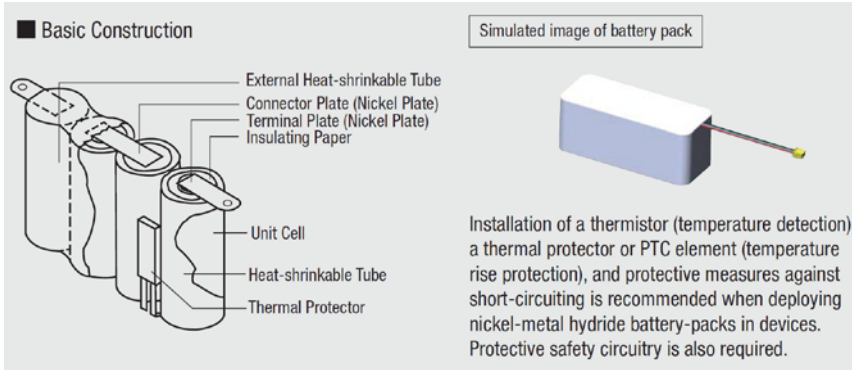 ■ Basic Construction
External Heat-shrinkable Tube
Connector Plate (Nickel Plate)
Terminal Plate (Nickel Plate)
Insulating Paper
Unit Cell
Heat-shrinkable Tube
Thermal Protector
Simulated image of battery pack
Installation of a thermistor (temperature detection)
a thermal protector or PTC element (temperature
rise protection), and protective measures against
short-circuiting is recommended when deploying
nickel-metal hydride battery-packs in devices.
Protective safety circuitry is also required.